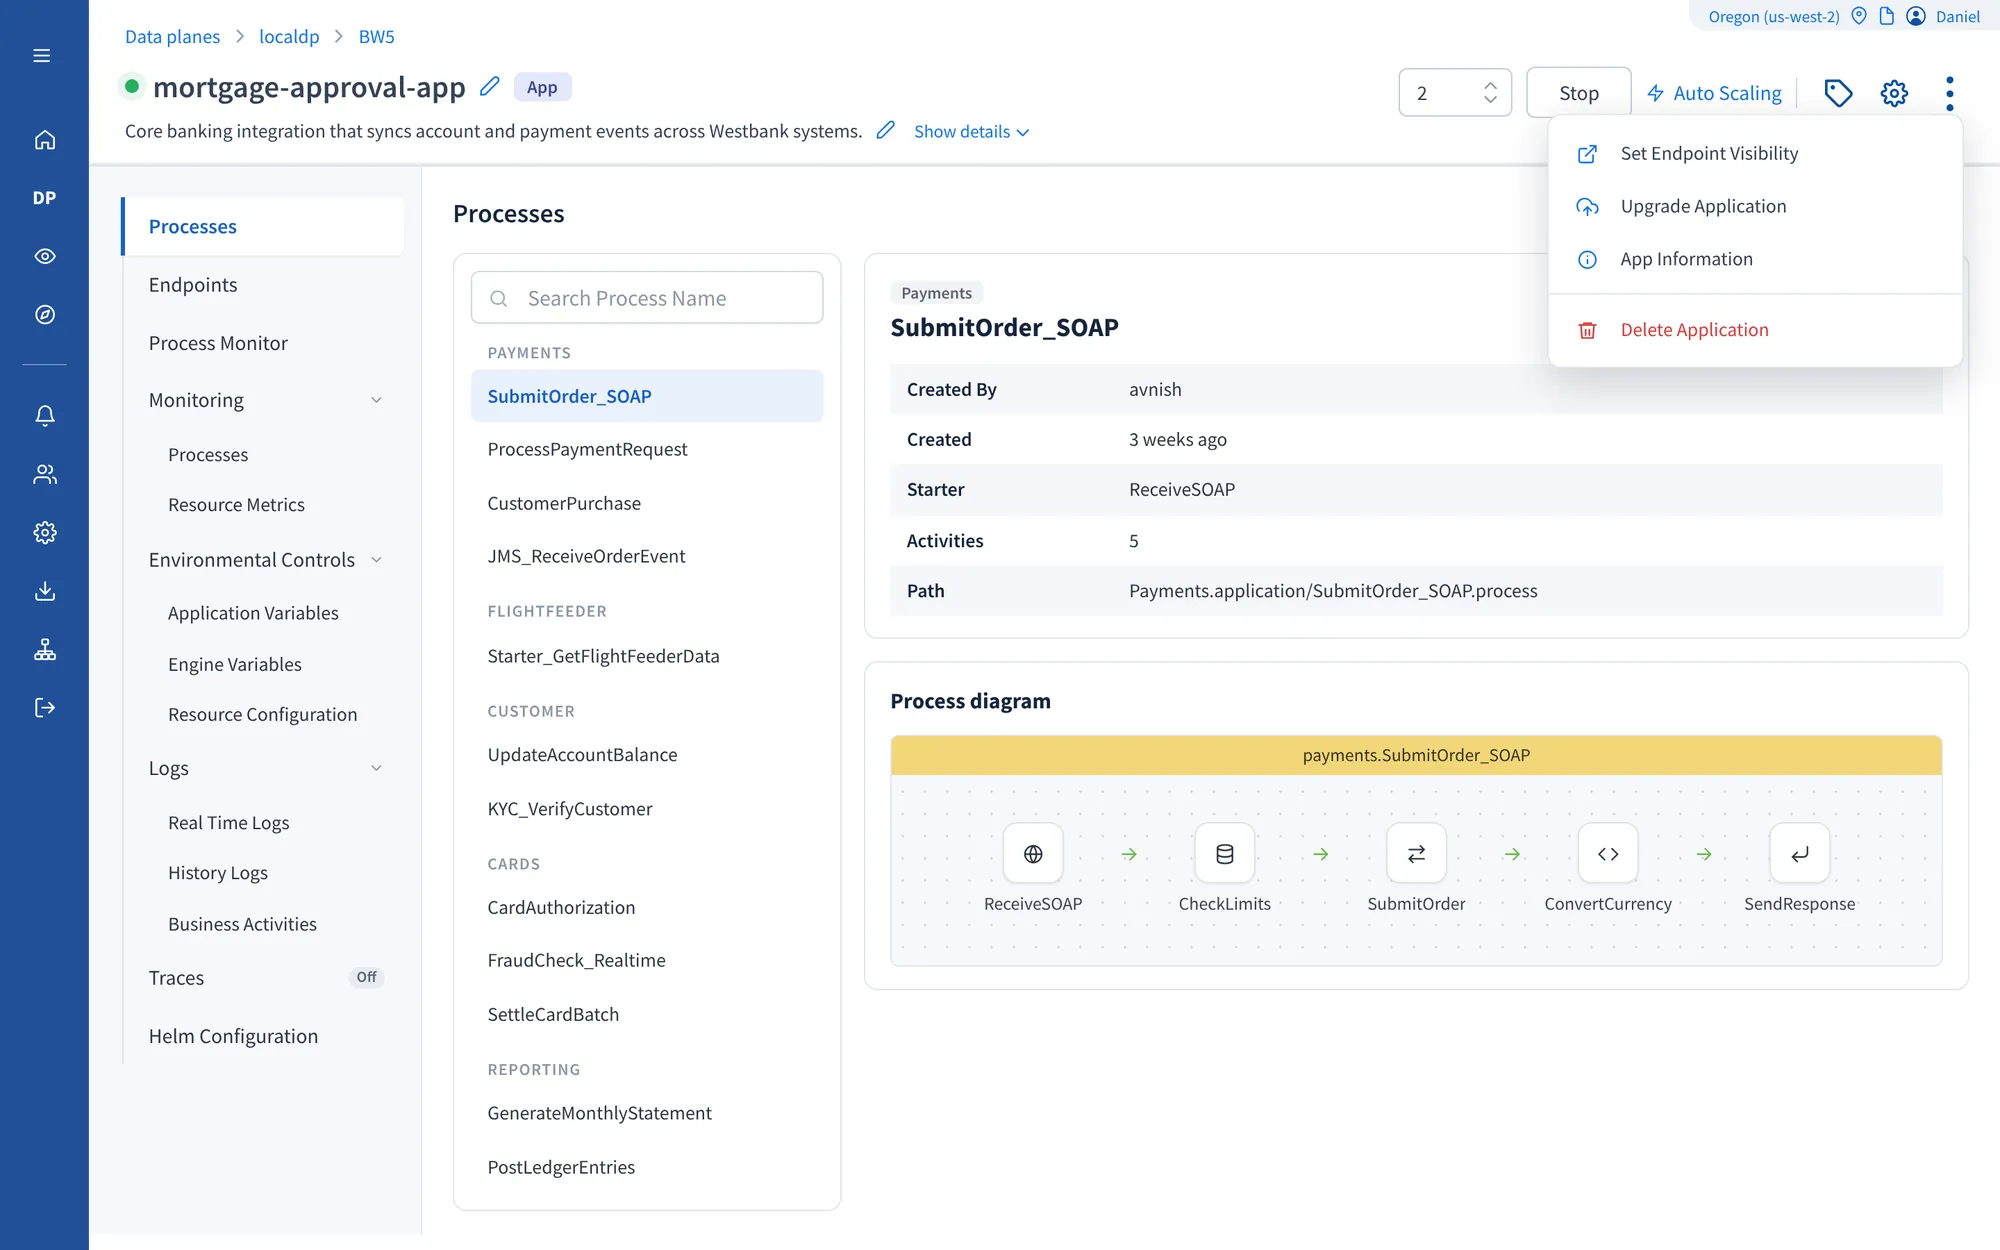 Oregon (us-west-2)
Daniel
Data planes
localdp
BW5
mortgage-approval-app
App
2
Stop
Auto Scaling
Core banking integration that syncs account and payment events across Westbank systems.
Show details
Set Endpoint Visibility
Upgrade Application
App Information
Delete Application
DP
Processes
Endpoints
Process Monitor
Monitoring
Processes
Resource Metrics
Environmental Controls
Application Variables
Engine Variables
Resource Configuration
Logs
Real Time Logs
History Logs
Business Activities
Traces
Off
Helm Configuration
Processes
Search Process Name
PAYMENTS
SubmitOrder_SOAP
ProcessPaymentRequest
CustomerPurchase
JMS_ReceiveOrderEvent
FLIGHTFEEDER
Starter_GetFlightFeederData
CUSTOMER
UpdateAccountBalance
KYC_VerifyCustomer
CARDS
CardAuthorization
FraudCheck_Realtime
SettleCardBatch
REPORTING
GenerateMonthlyStatement
PostLedgerEntries
Payments
SubmitOrder_SOAP
Created By avnish
Created 3 weeks ago
Starter ReceiveSOAP
Activities 5
Path Payments.application/SubmitOrder_SOAP.process
Process diagram
payments.SubmitOrder_SOAP
ReceiveSOAP
CheckLimits
SubmitOrder
ConvertCurrency
SendResponse